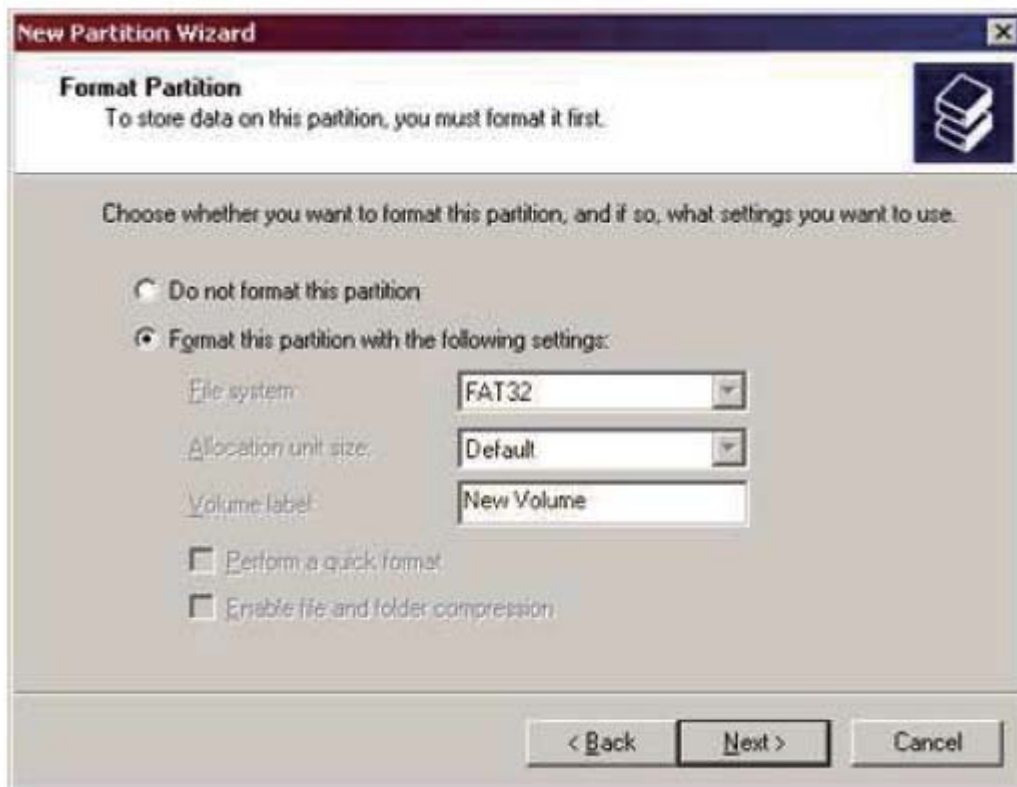 New Partition Wizard
Format Partition
To store data on this partition, you must format it first.
Choose whether you want to format this partition, and if so, what settings you want to use.
Do not format this partition
Format this partition with the following settings:
File system FAT32
Allocation unit size: Default
Volume label New Volume
Perform a quick format
Enable file and folder compression
< Back Next > Cancel